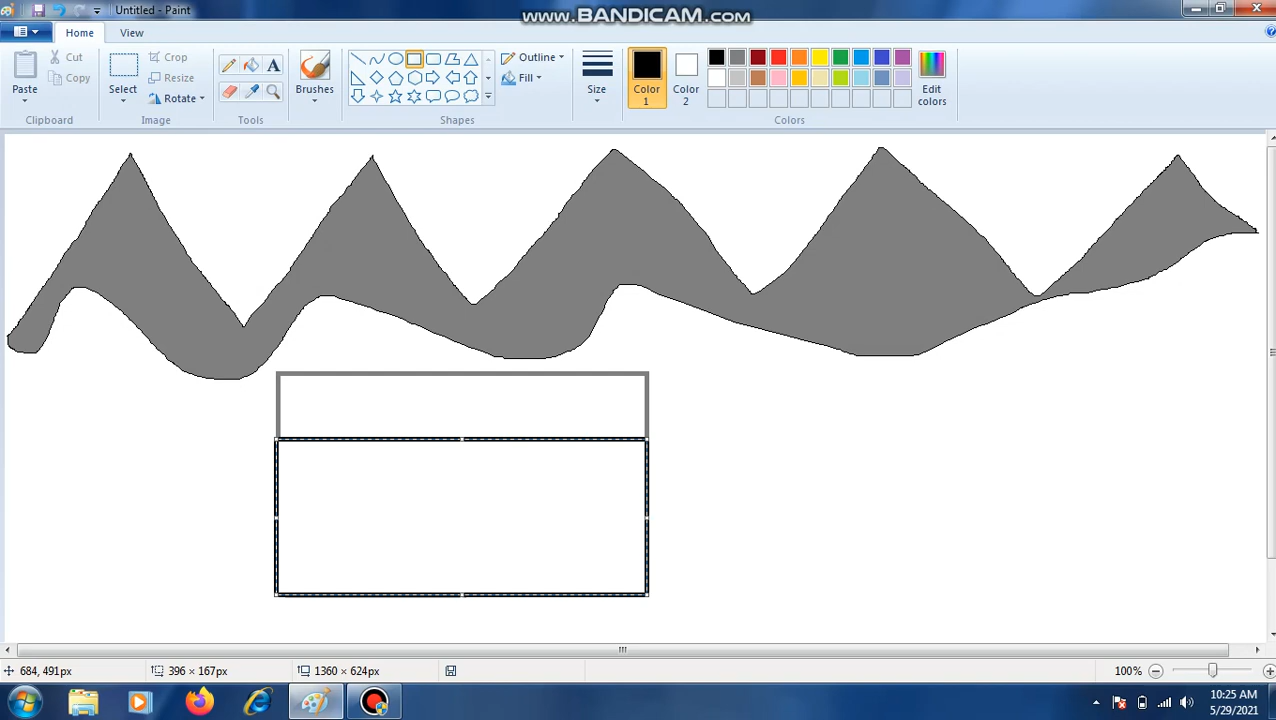 Untitled - Paint
www.BANDICAM.com
Home
View
Paste
Cut
Copy
Clipboard
Select
Crop
Resize
Rotate
Image
Tools
Brushes
Shapes
Outline
Fill
Size
Color 1
Color 2
Edit colors
Colors
684, 491px
396 × 167px
1360 × 624px
100%
10:25 AM
5/29/2021